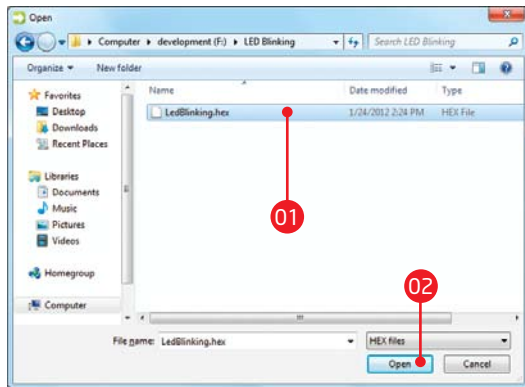 Open
Computer ▸ development (F:) ▸ LED Blinking
Search LED Blinking
Organize ▾ New folder
Name Date modified Type
Favorites
Desktop
Downloads
Recent Places
Libraries
Documents
Music
Pictures
Videos
Homegroup
Computer
LedBlinking.hex 1/24/2012 2:24 PM HEX File
01
02
File name: LedBlinking.hex HEX files
Open Cancel